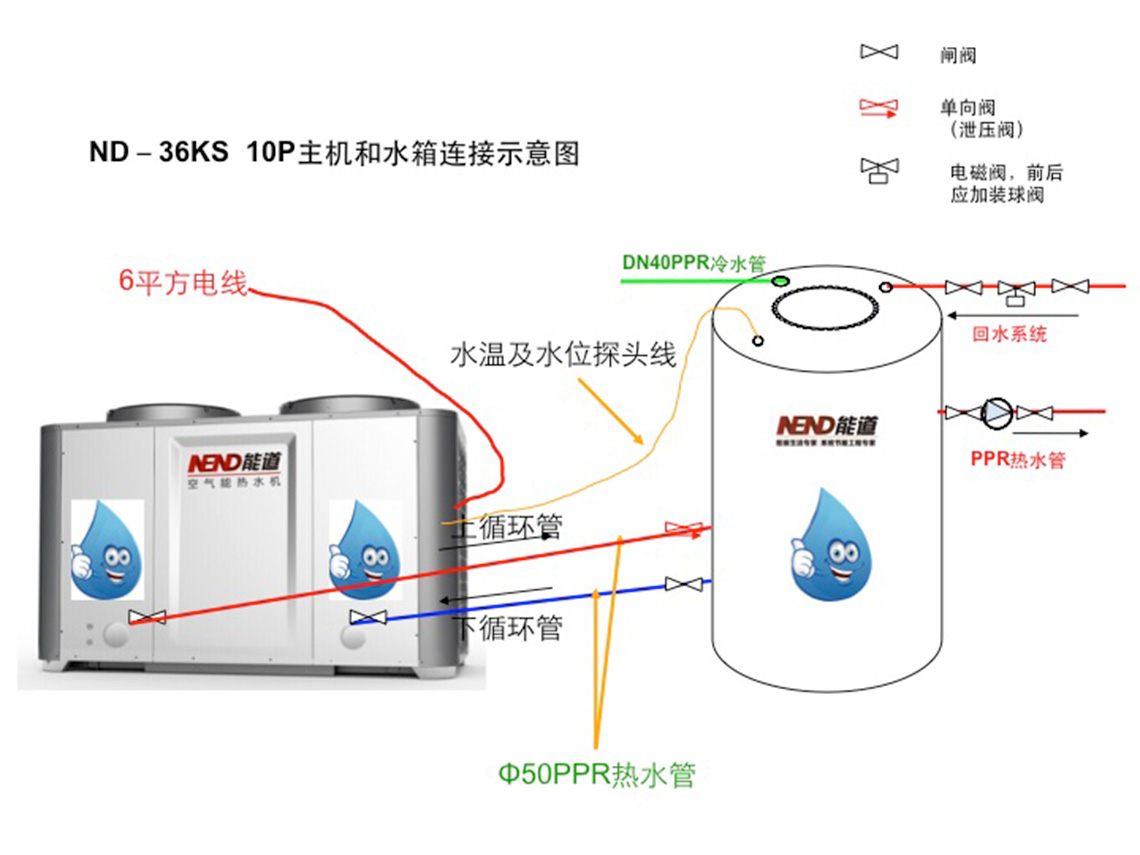 闸阀
单向阀
（泄压阀）
电磁阀，前后
应加装球阀
ND – 36KS 10P主机和水箱连接示意图
DN40PPR冷水管
6平方电线
回水系统
水温及水位探头线
NEND能道
NEND能道
空气能热水机
PPR热水管
上循环管
下循环管
Φ50PPR热水管